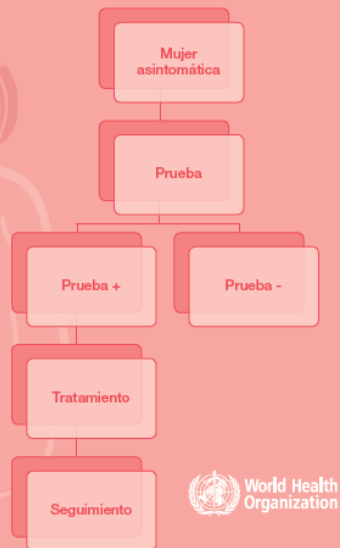 Mujer
asintomática
Prueba
Prueba +
Prueba -
Tratamiento
Seguimiento
World Health
Organization